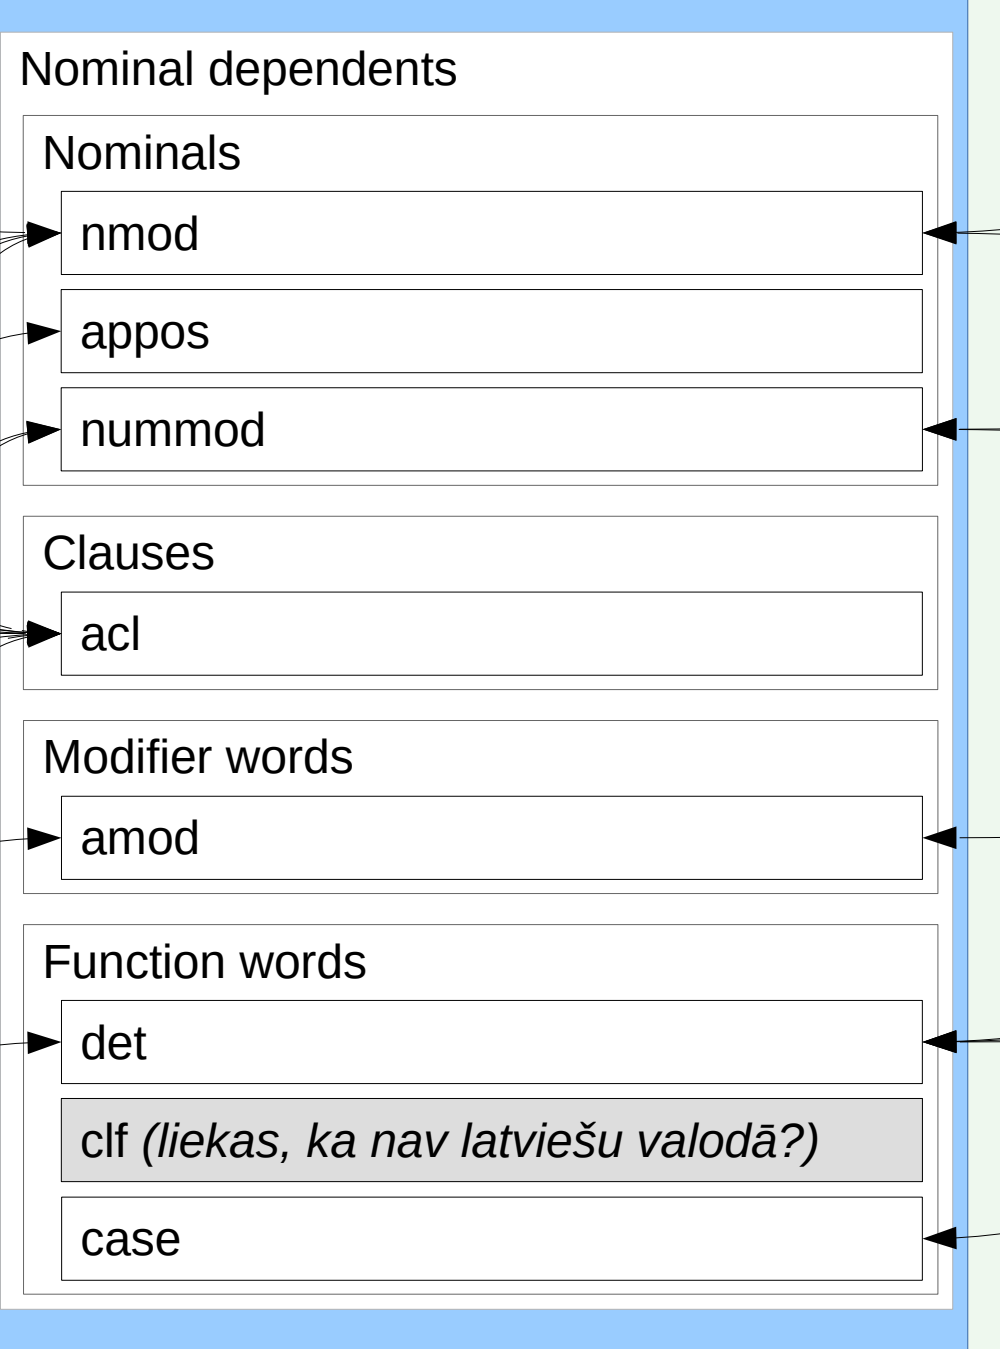 Nominal dependents
Nominals
nmod
appos
nummod
Clauses
acl
Modifier words
amod
Function words
det
clf (liekas, ka nav latviešu valodā?)
case